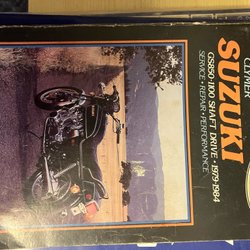 CLYMER
SUZUKI
GS850-1100 SHAFT DRIVE • 1979-1984
SERVICE • REPAIR • PERFORMANCE